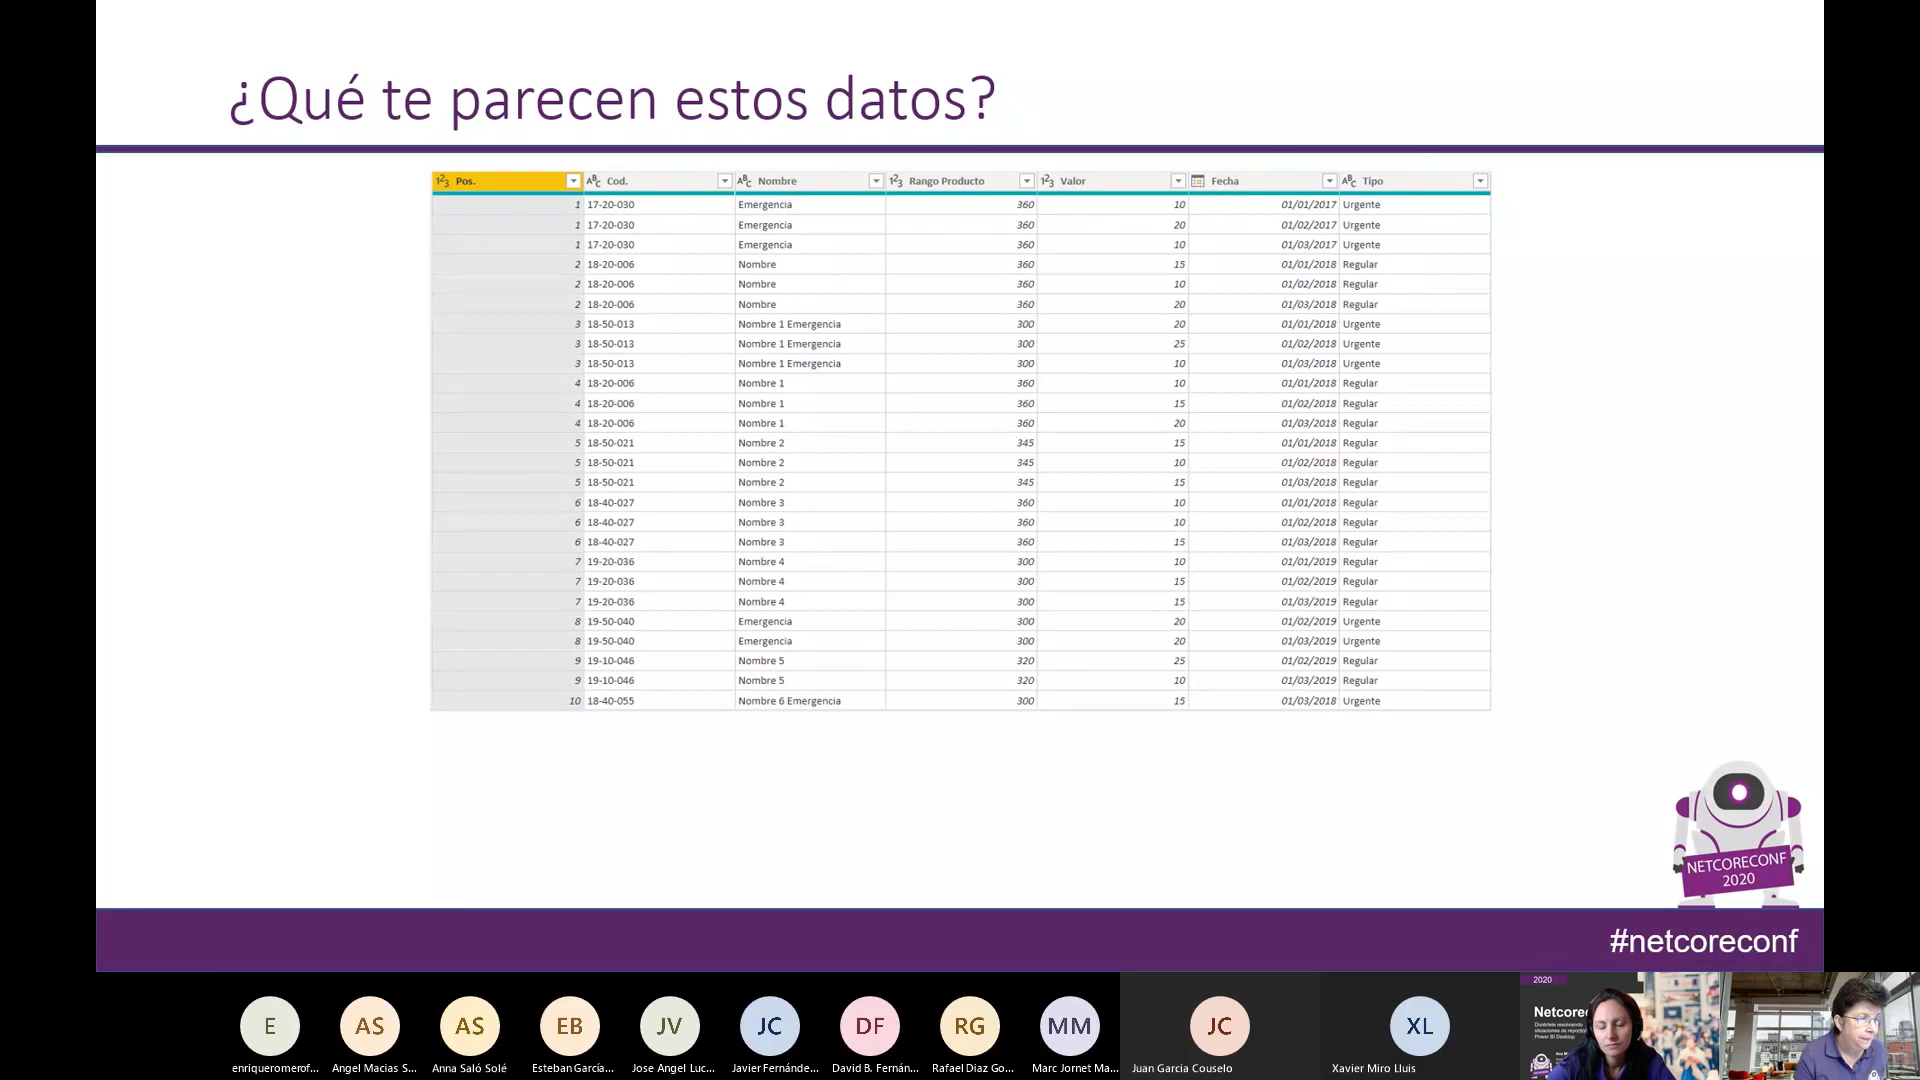 ¿Qué te parecen estos datos?
1²3 Pos. ABC Cod. ABC Nombre 1²3 Rango Producto 1²3 Valor Fecha ABC Tipo
1 17-20-030 Emergencia 360 10 01/01/2017 Urgente
1 17-20-030 Emergencia 360 20 01/02/2017 Urgente
1 17-20-030 Emergencia 360 10 01/03/2017 Urgente
2 18-20-006 Nombre 360 15 01/01/2018 Regular
2 18-20-006 Nombre 360 10 01/02/2018 Regular
2 18-20-006 Nombre 360 20 01/03/2018 Regular
3 18-50-013 Nombre 1 Emergencia 300 20 01/01/2018 Urgente
3 18-50-013 Nombre 1 Emergencia 300 25 01/02/2018 Urgente
3 18-50-013 Nombre 1 Emergencia 300 10 01/03/2018 Urgente
4 18-20-006 Nombre 1 360 10 01/01/2018 Regular
4 18-20-006 Nombre 1 360 15 01/02/2018 Regular
4 18-20-006 Nombre 1 360 20 01/03/2018 Regular
5 18-50-021 Nombre 2 345 15 01/01/2018 Regular
5 18-50-021 Nombre 2 345 10 01/02/2018 Regular
5 18-50-021 Nombre 2 345 15 01/03/2018 Regular
6 18-40-027 Nombre 3 360 10 01/01/2018 Regular
6 18-40-027 Nombre 3 360 10 01/02/2018 Regular
6 18-40-027 Nombre 3 360 15 01/03/2018 Regular
7 19-20-036 Nombre 4 300 10 01/01/2019 Regular
7 19-20-036 Nombre 4 300 15 01/02/2019 Regular
7 19-20-036 Nombre 4 300 15 01/03/2019 Regular
8 19-50-040 Emergencia 300 20 01/02/2019 Urgente
8 19-50-040 Emergencia 300 20 01/03/2019 Urgente
9 19-10-046 Nombre 5 320 25 01/02/2019 Regular
9 19-10-046 Nombre 5 320 10 01/03/2019 Regular
10 18-40-055 Nombre 6 Emergencia 300 15 01/03/2018 Urgente
NETCORECONF
2020
#netcoreconf
E AS AS EB JV JC DF RG MM JC XL
enriqueromerof... Angel Macias S... Anna Saló Solé Esteban García... Jose Angel Luc... Javier Fernánde... David B. Fernán... Rafael Diaz Go... Marc Jornet Ma... Juan Garcia Couselo Xavier Miro Lluis
2020
Netcorec
Diviértete resolviendo
situaciones de
Power BI Desktop